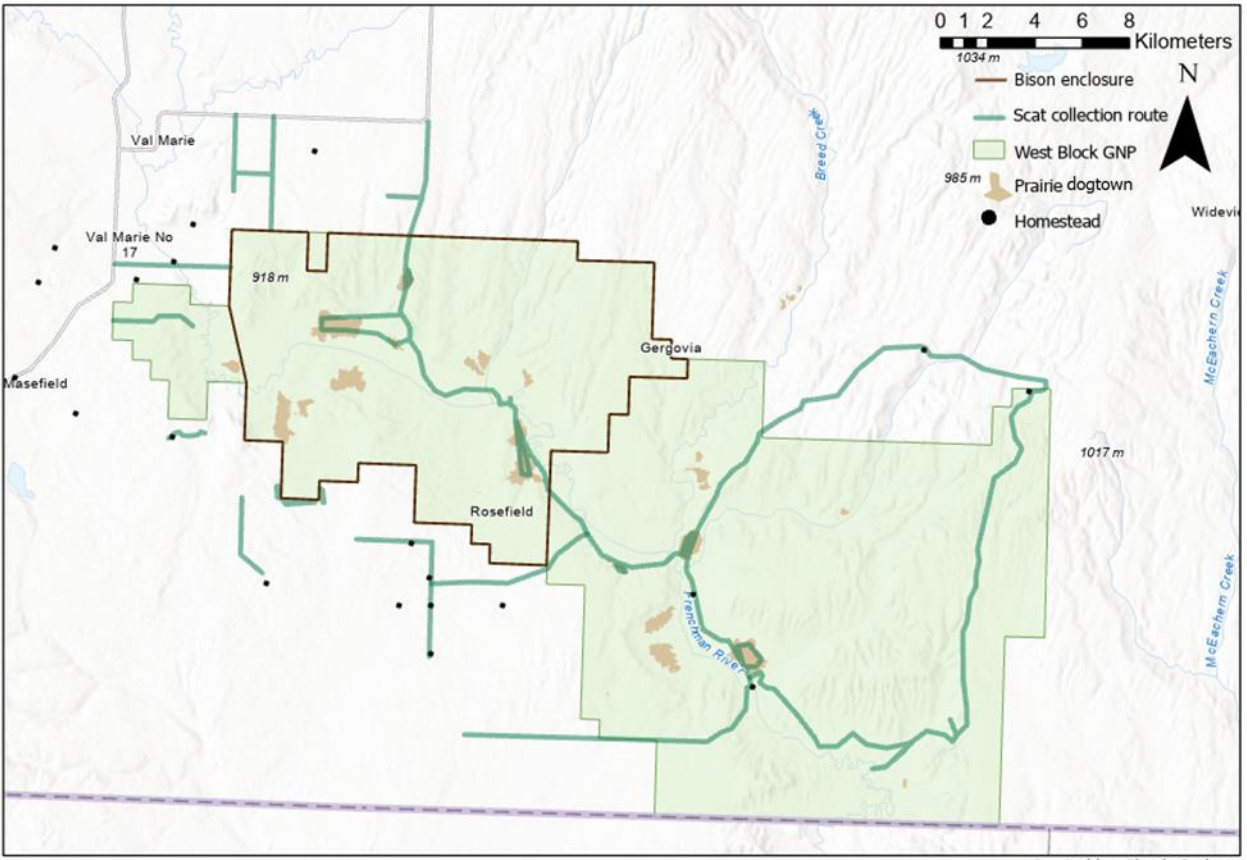 0 1 2 4 6 8
Kilometers
1034 m
Bison enclosure
N
Scat collection route
West Block GNP
985 m
Prairie dogtown
Homestead
Breed Creek
Val Marie
Val Marie No
17
918 m
McEachern Creek
Gergovia
Masefield
1017 m
Rosefield
Frenchman River
McEachern Creek